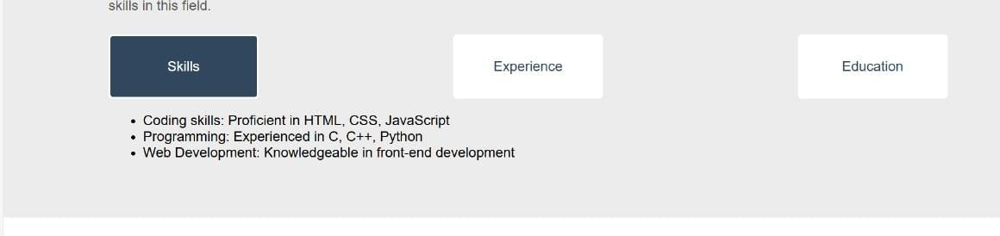 skills in this field.
Skills Experience Education
Coding skills: Proficient in HTML, CSS, JavaScript
Programming: Experienced in C, C++, Python
Web Development: Knowledgeable in front-end development